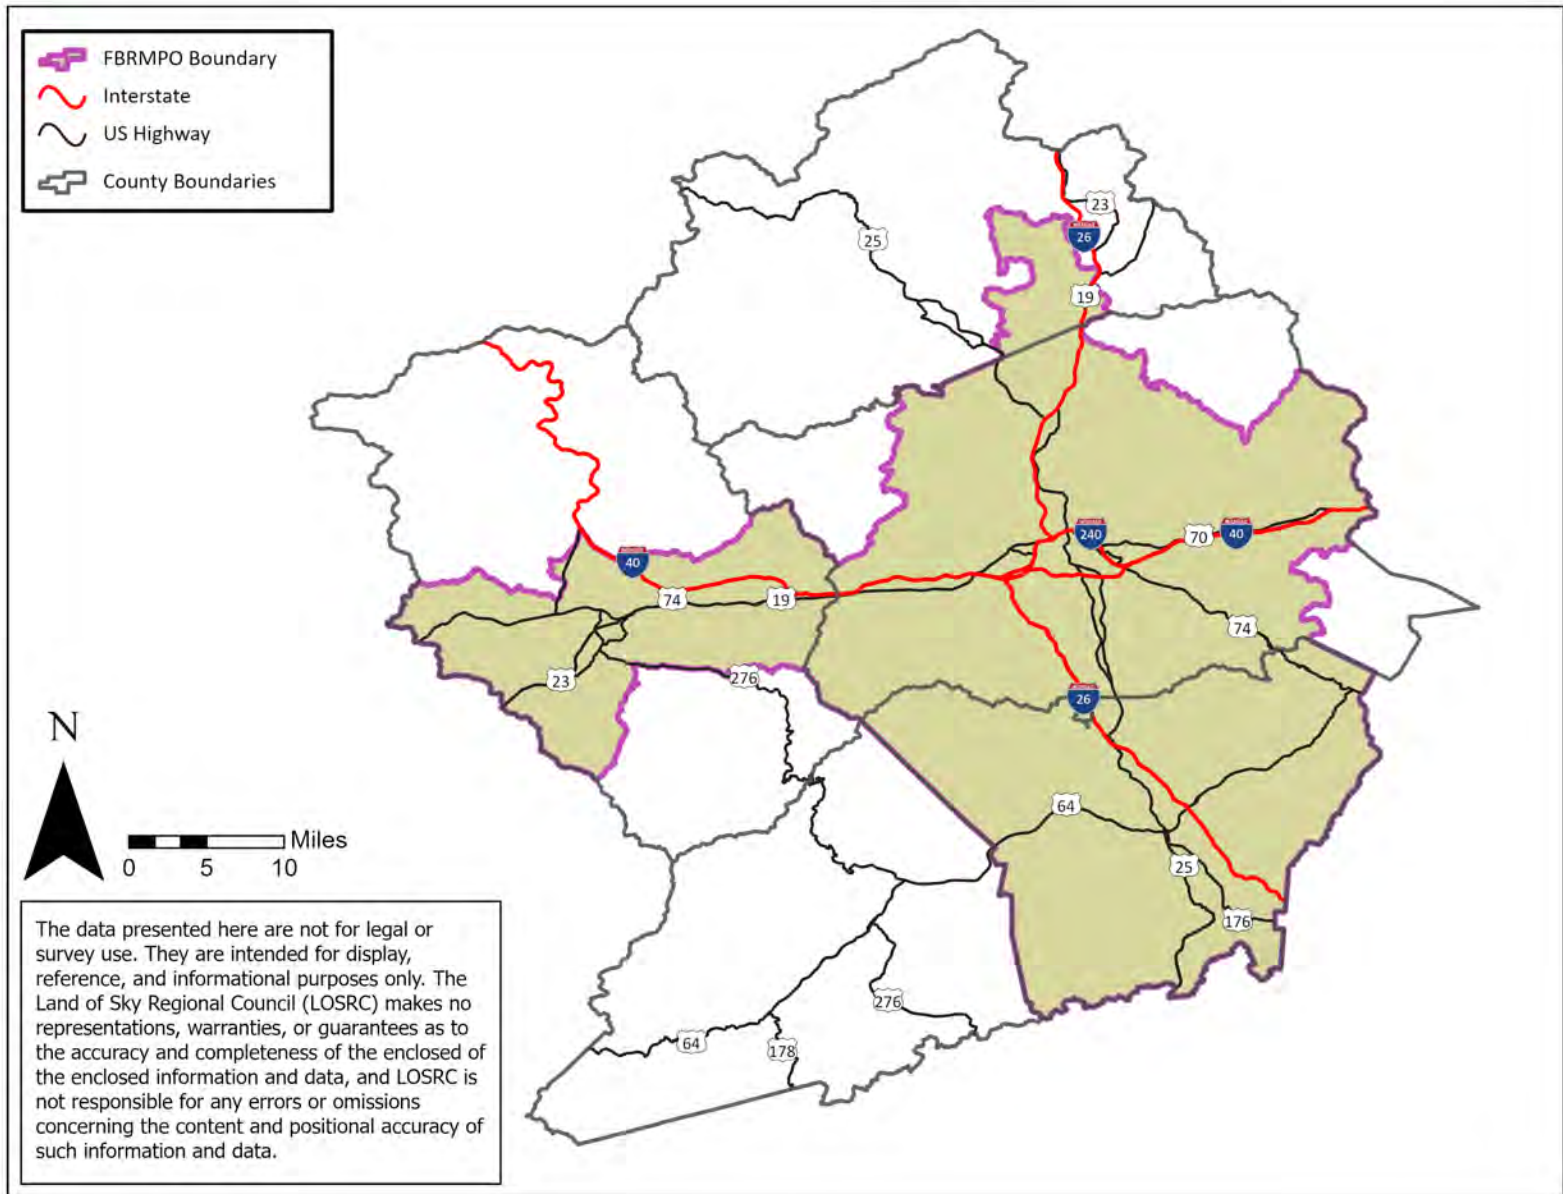 FBRMPO Boundary
Interstate
US Highway
County Boundaries
23
25
26
19
240
70
40
40
74
19
74
23
276
26
64
25
176
276
64
178
N
Miles
0 5 10
The data presented here are not for legal or
survey use. They are intended for display,
reference, and informational purposes only. The
Land of Sky Regional Council (LOSRC) makes no
representations, warranties, or guarantees as to
the accuracy and completeness of the enclosed of
the enclosed information and data, and LOSRC is
not responsible for any errors or omissions
concerning the content and positional accuracy of
such information and data.